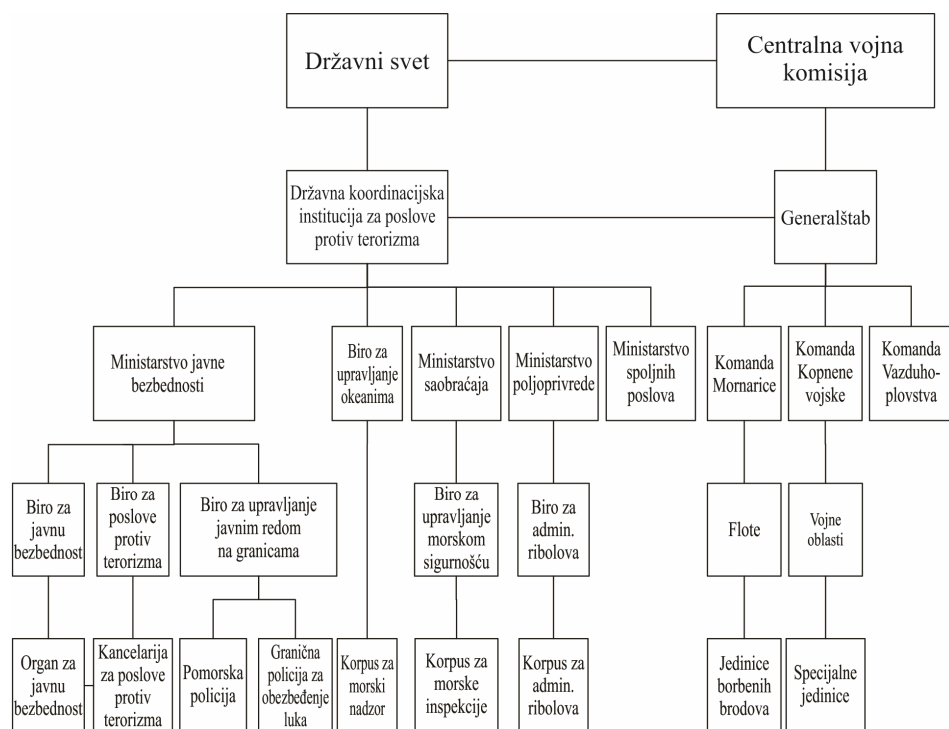 Državni svet
Centralna vojna
komisija
Državna koordinacijska
institucija za poslove
protiv terorizma
Generalštab
Ministarstvo javne
bezbednosti
Biro za
upravljanje
okeanima
Ministarstvo
saobraćaja
Ministarstvo
poljoprivrede
Ministarstvo
spoljnih
poslova
Komanda
Mornarice
Komanda
Kopnene
vojske
Komanda
Vazduho-
plovstva
Biro za
javnu
bezbednost
Biro za
poslove
protiv
terorizma
Biro za upravljanje
javnim redom
na granicama
Biro za
upravljanje
morskom
sigurnošću
Biro za
admin.
ribolova
Flote
Vojne
oblasti
Organ za
javnu
bezbednost
Kancelarija za
poslove
protiv
terorizma
Pomorska
policija
Granična
policija za
obezbeđenje
luka
Korpus za
morski
nadzor
Korpus za
morske
inspekcije
Korpus za
admin.
ribolova
Jedinice
borbenih
brodova
Specijalne
jedinice